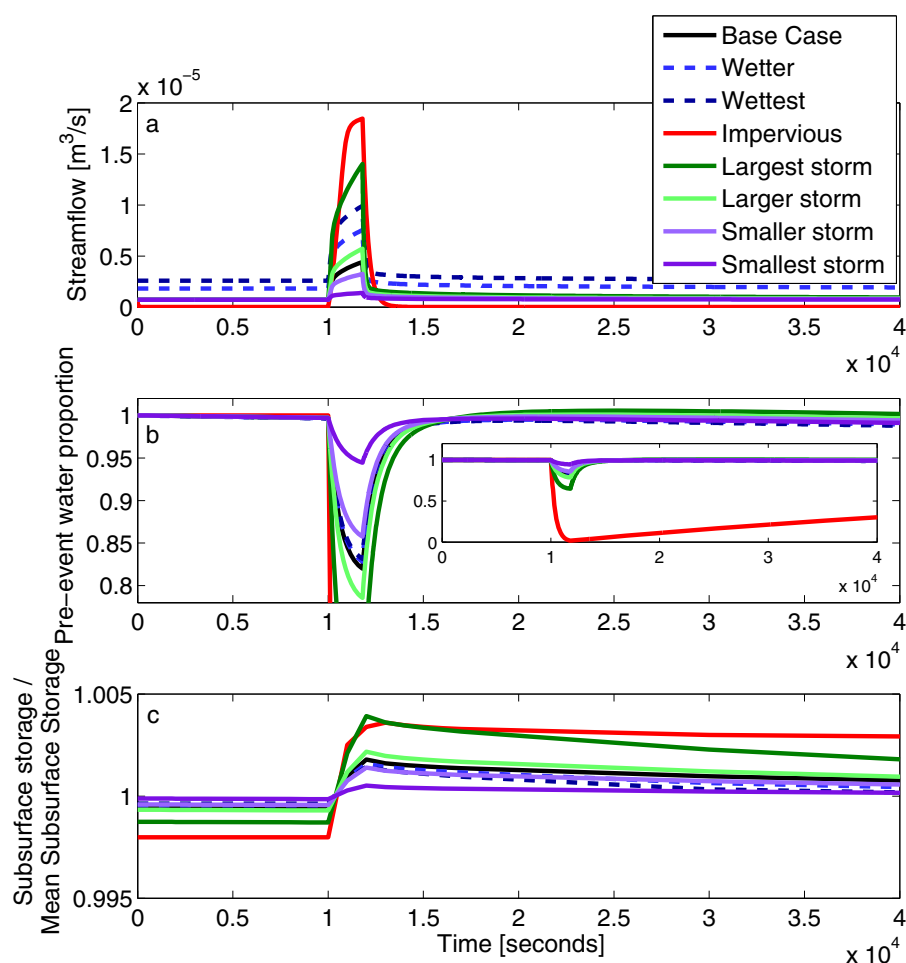 Base Case
Wetter
Wettest
Impervious
Largest storm
Larger storm
Smaller storm
Smallest storm
x 10⁻⁵
a
Streamflow [m³/s]
2
1.5
1
0.5
0
0 0.5 1 1.5 2 2.5 3 3.5 4
x 10⁴
b
Pre−event water proportion
1
0.95
0.9
0.85
0.8
1
0.5
0
0 1 2 3 4
x 10⁴
0 0.5 1 1.5 2 2.5 3 3.5 4
x 10⁴
c
Subsurface storage /
Mean Subsurface Storage
1.005
1
0.995
0 0.5 1 1.5 2 2.5 3 3.5 4
Time [seconds]
x 10⁴